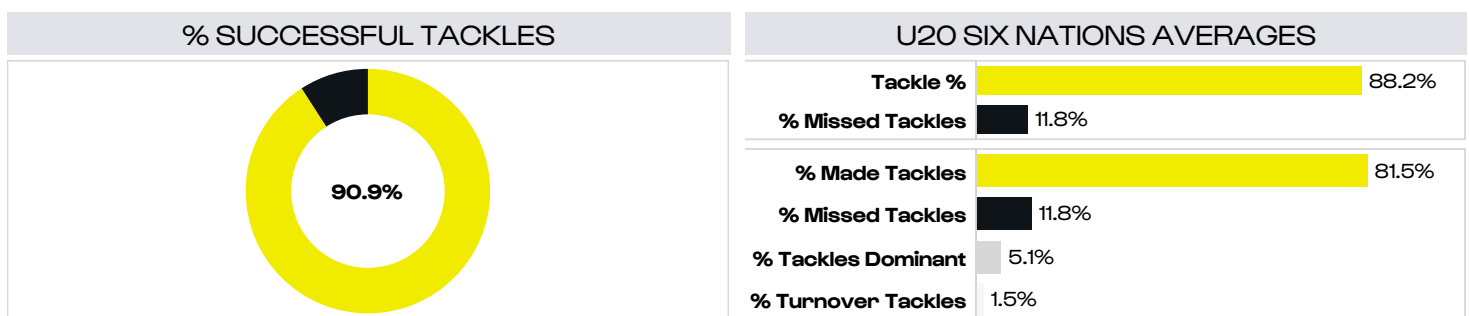 % SUCCESSFUL TACKLES
90.9%
U20 SIX NATIONS AVERAGES
Tackle % 88.2%
% Missed Tackles 11.8%
% Made Tackles 81.5%
% Missed Tackles 11.8%
% Tackles Dominant 5.1%
% Turnover Tackles 1.5%